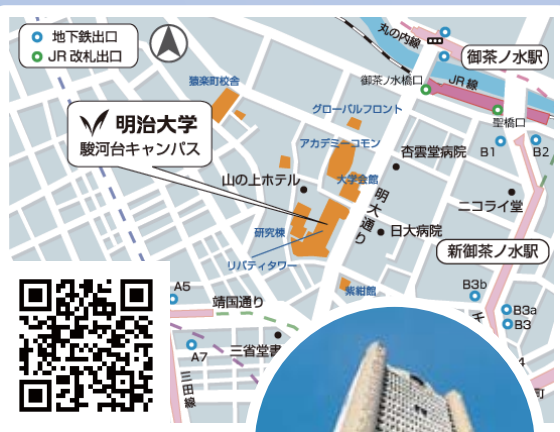 地下鉄出口
JR改札出口
丸の内線
御茶ノ水駅
御茶ノ水橋口
JR線
聖橋口
猿楽町校舎
グローバルフロント
明治大学
駿河台キャンパス
アカデミーコモン
B1
B2
杏雲堂病院
山の上ホテル
大学会館
明大通り
ニコライ堂
研究棟
日大病院
リバティタワー
新御茶ノ水駅
紫紺館
A5
靖国通り
B3b
B3a
B3
A7
三省堂書
三田線
町